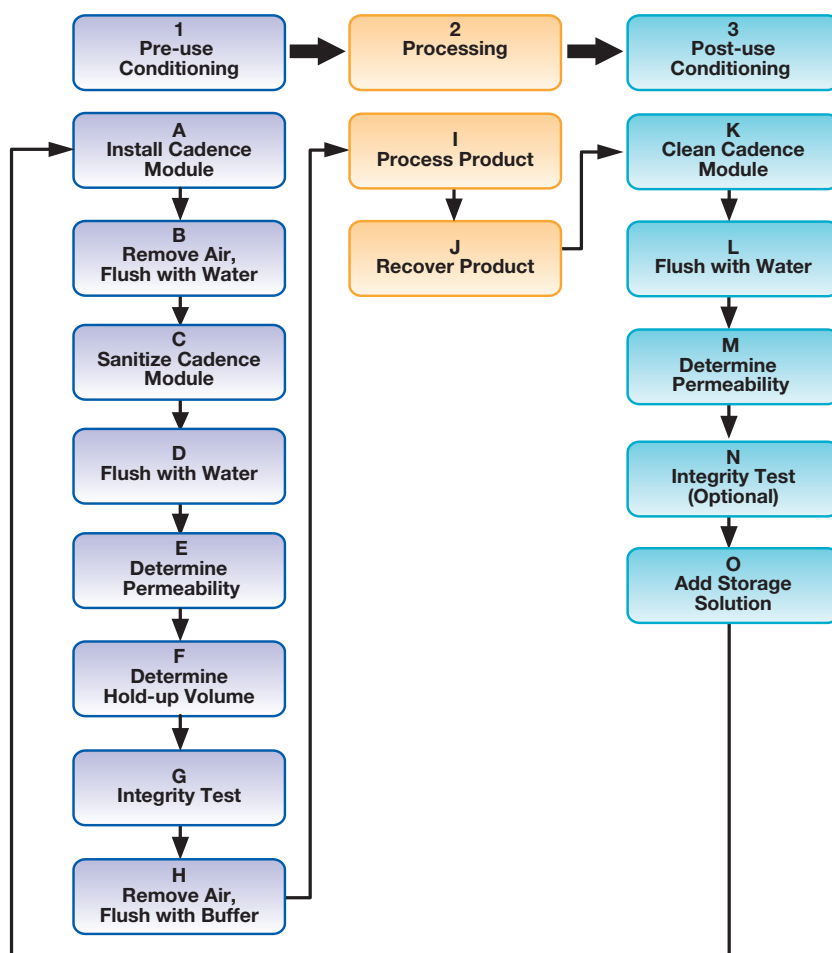 1
Pre-use
Conditioning
2
Processing
3
Post-use
Conditioning
A
Install Cadence
Module
B
Remove Air,
Flush with Water
C
Sanitize Cadence
Module
D
Flush with Water
E
Determine
Permeability
F
Determine
Hold-up Volume
G
Integrity Test
H
Remove Air,
Flush with Buffer
I
Process Product
J
Recover Product
K
Clean Cadence
Module
L
Flush with Water
M
Determine
Permeability
N
Integrity Test
(Optional)
O
Add Storage
Solution